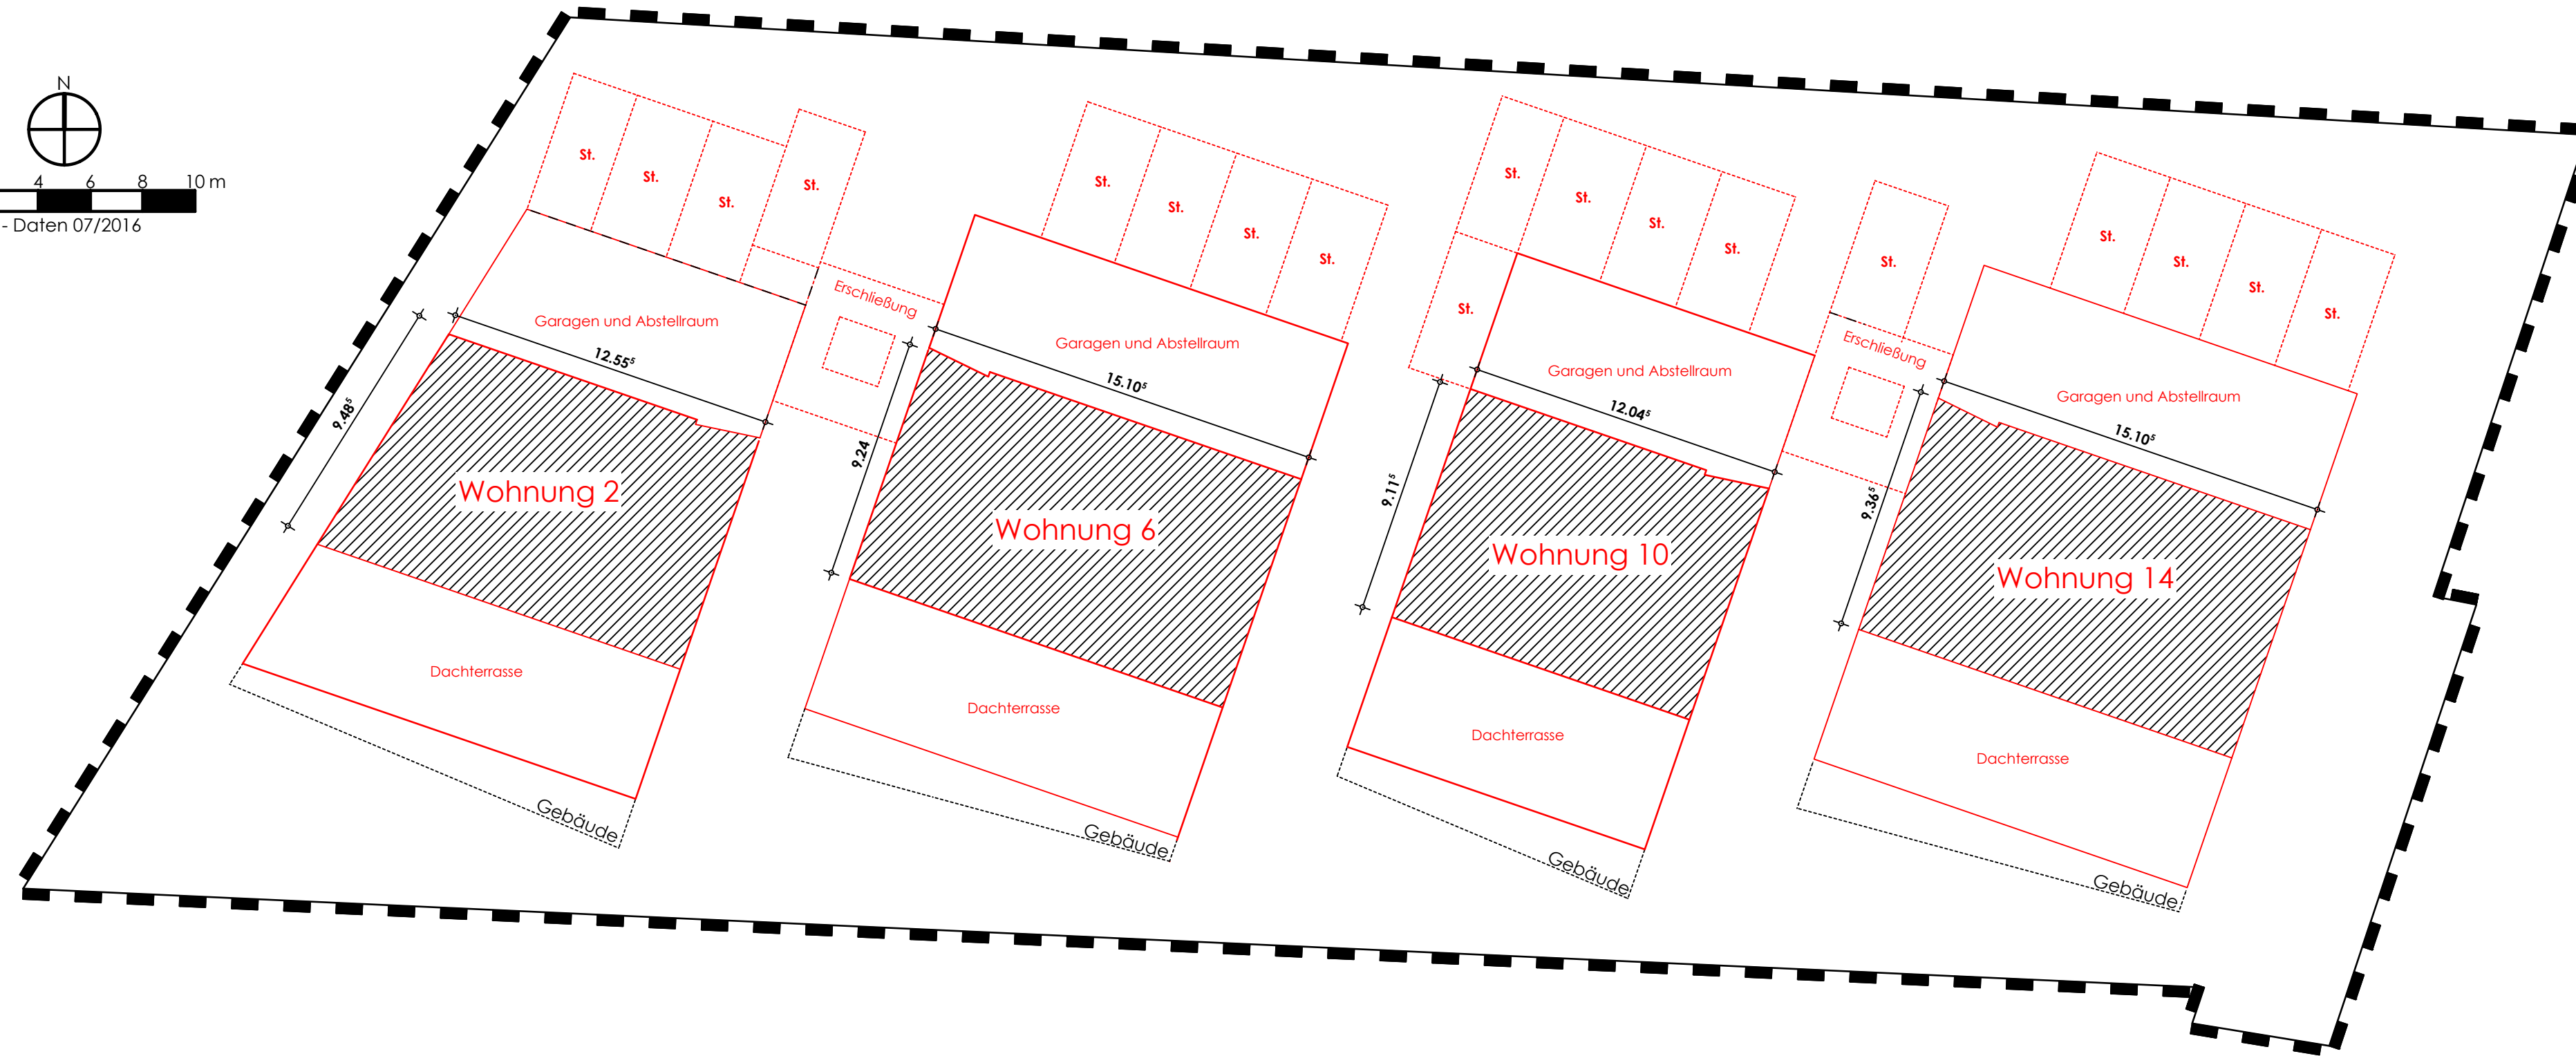 N
4 6 8 10 m
- Daten 07/2016
St. St. St. St.
St. St. St. St.
St. St. St. St.
St.
St.
St. St. St. St.
Erschließung
Erschließung
Garagen und Abstellraum
Garagen und Abstellraum
Garagen und Abstellraum
Garagen und Abstellraum
12.55⁵
15.10⁵
12.04⁵
15.10⁵
9.48⁵
9.24
9.11⁵
9.36⁵
Wohnung 2
Wohnung 6
Wohnung 10
Wohnung 14
Dachterrasse
Dachterrasse
Dachterrasse
Dachterrasse
Gebäude
Gebäude
Gebäude
Gebäude